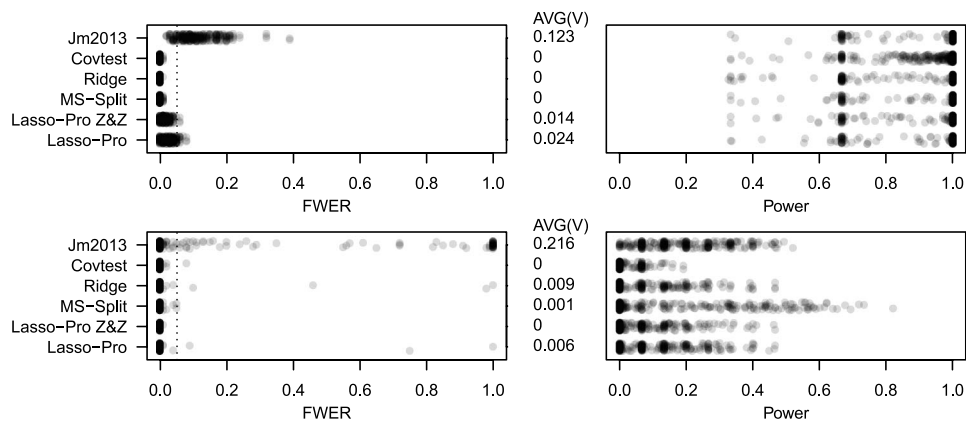 AVG(V)
Jm2013 0.123
Covtest 0
Ridge 0
MS−Split 0
Lasso−Pro Z&Z 0.014
Lasso−Pro 0.024
0.0 0.2 0.4 0.6 0.8 1.0 0.0 0.2 0.4 0.6 0.8 1.0
FWER Power
AVG(V)
Jm2013 0.216
Covtest 0
Ridge 0.009
MS−Split 0.001
Lasso−Pro Z&Z 0
Lasso−Pro 0.006
0.0 0.2 0.4 0.6 0.8 1.0 0.0 0.2 0.4 0.6 0.8 1.0
FWER Power